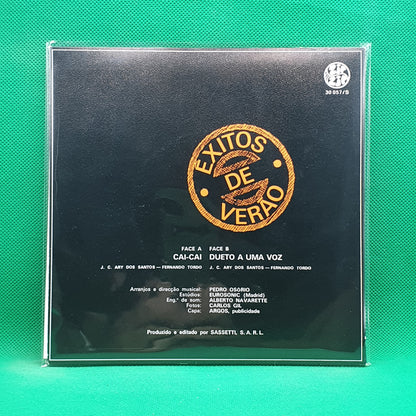 30 057/S
ÊXITOS
DE
VERÃO
FACE A FACE B
CAI-CAI DUETO A UMA VOZ
J. C. ARY DOS SANTOS — FERNANDO TORDO J. C. ARY DOS SANTOS — FERNANDO TORDO
Arranjos e direcção musical: PEDRO OSÓRIO
Estúdios: EUROSONIC (Madrid)
Eng.º de som: ALBERTO NAVARETTE
Fotos: CARLOS GIL
Capa: ARGOS, publicidade
Produzido e editado por SASSETTI, S. A. R. L.